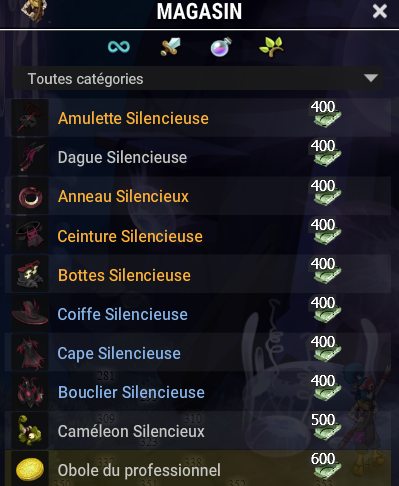 MAGASIN
Toutes catégories
Amulette Silencieuse 400
Dague Silencieuse 400
Anneau Silencieux 400
Ceinture Silencieuse 400
Bottes Silencieuse 400
Coiffe Silencieuse 400
Cape Silencieuse 400
Bouclier Silencieuse 400
Caméleon Silencieux 500
Obole du professionnel 600